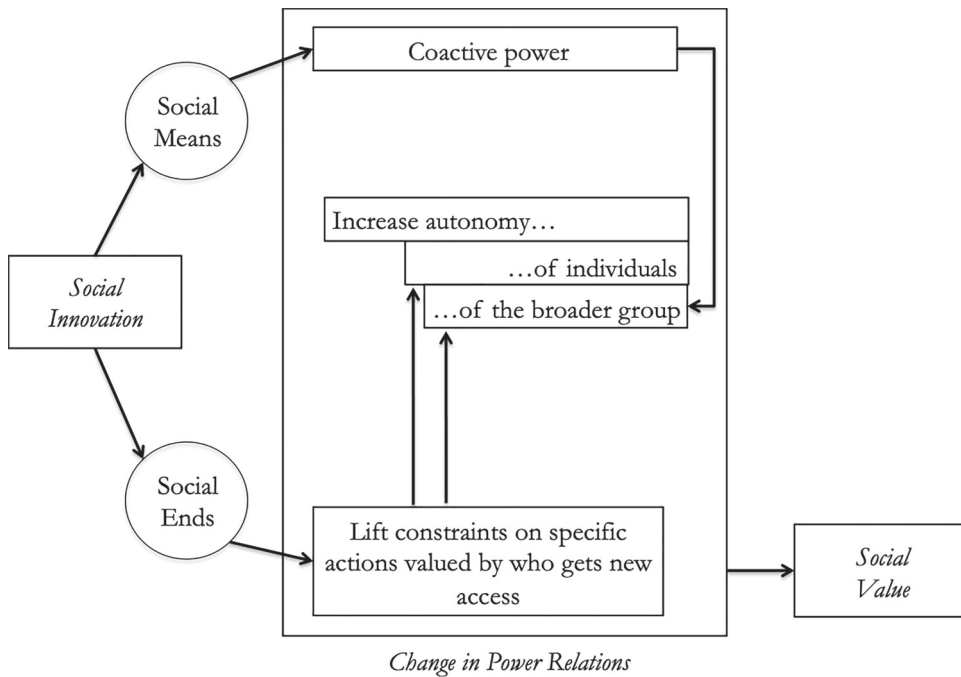 Coactive power
Social
Means
Increase autonomy…
…of individuals
…of the broader group
Social
Innovation
Social
Ends
Lift constraints on specific
actions valued by who gets new
access
Social
Value
Change in Power Relations